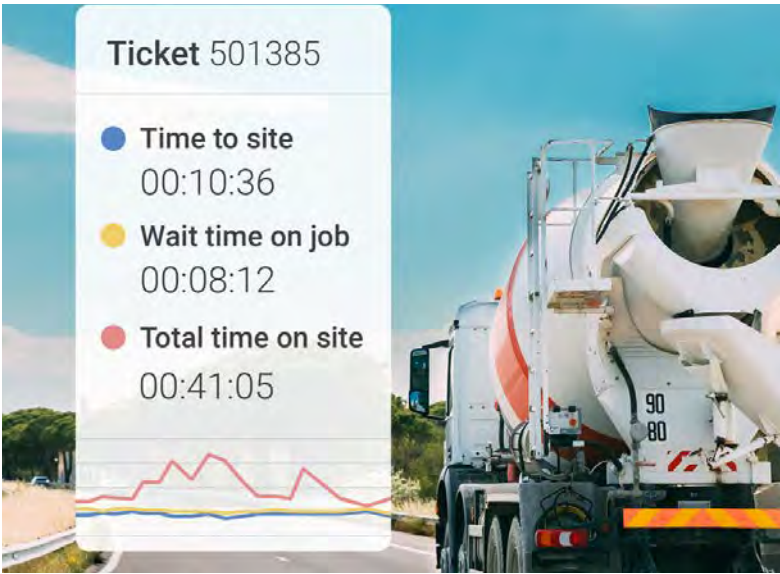 Ticket 501385
Time to site
00:10:36
Wait time on job
00:08:12
Total time on site
00:41:05
90
80